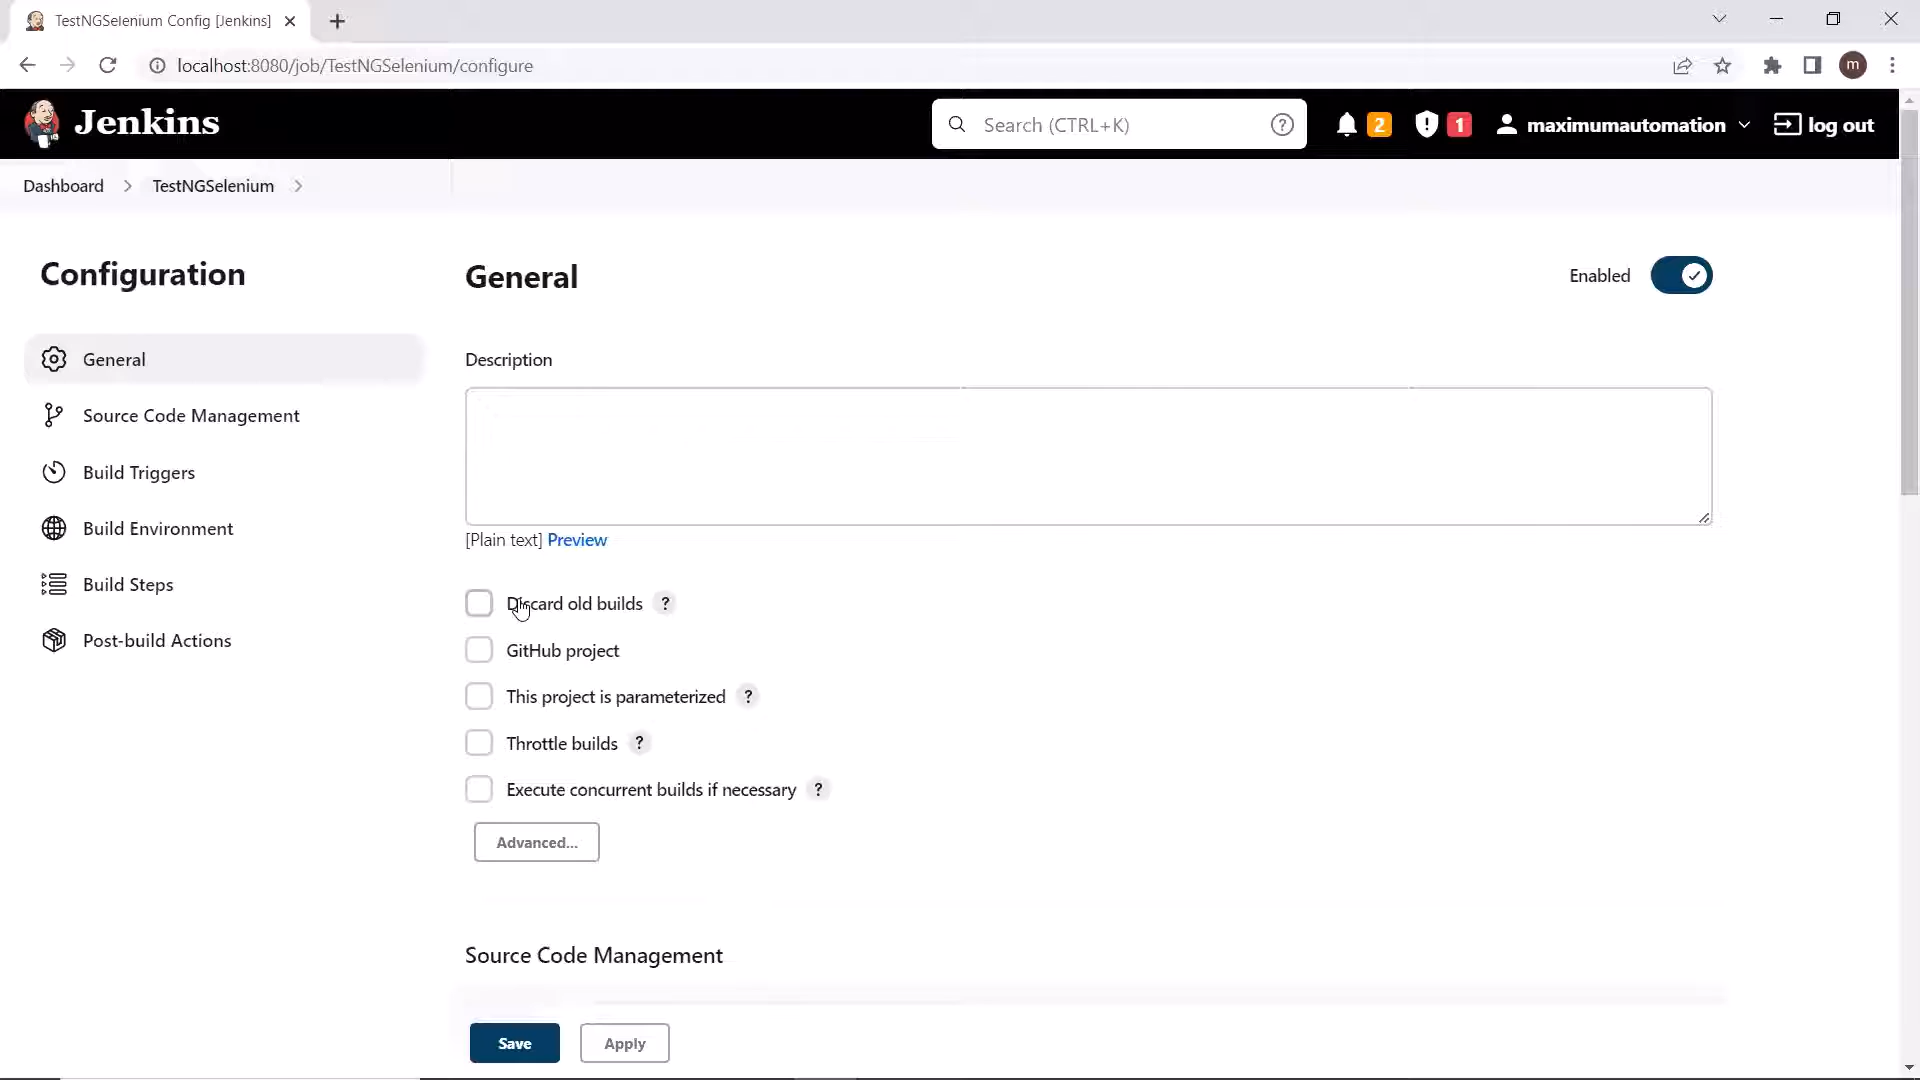 TestNGSelenium Config [Jenkins]
localhost:8080/job/TestNGSelenium/configure
m
Jenkins
Search (CTRL+K)
?
2
1
maximumautomation
log out
Dashboard > TestNGSelenium >
Configuration
General
Source Code Management
Build Triggers
Build Environment
Build Steps
Post-build Actions
General
Enabled
Description
[Plain text] Preview
Discard old builds ?
GitHub project
This project is parameterized ?
Throttle builds ?
Execute concurrent builds if necessary ?
Advanced...
Source Code Management
Save
Apply